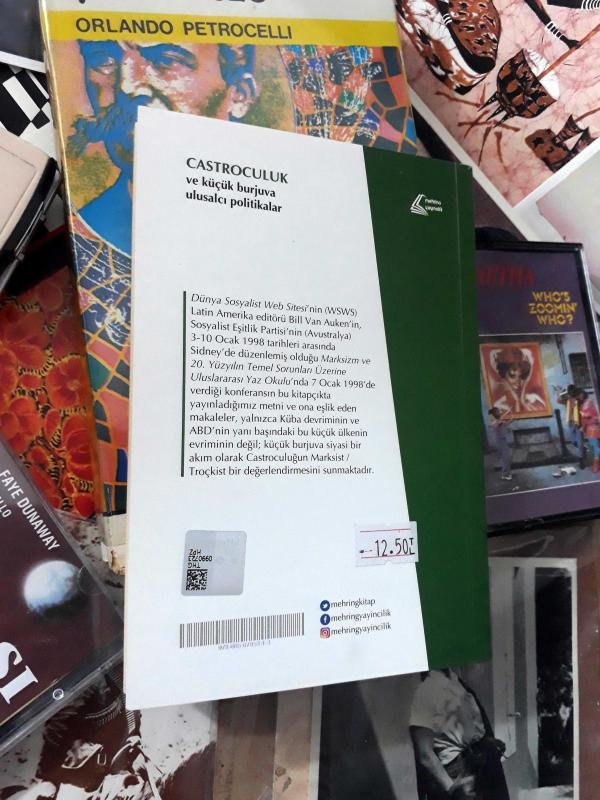 ORLANDO PETROCELLI
CASTROCULUK
ve küçük burjuva
ulusalcı politikalar
mehring
yayıncılık
Dünya Sosyalist Web Sitesi'nin (WSWS)
Latin Amerika editörü Bill Van Auken'in,
Sosyalist Eşitlik Partisi'nin (Avustralya)
3-10 Ocak 1998 tarihleri arasında
Sidney'de düzenlemiş olduğu Marksizm ve
20. Yüzyılın Temel Sorunları Üzerine
Uluslararası Yaz Okulu'nda 7 Ocak 1998'de
verdiği konferansın bu kitapçıkta
yayınladığımız metni ve ona eşlik eden
makaleler, yalnızca Küba devriminin ve
ABD'nin yanı başındaki bu küçük ülkenin
evriminin değil; küçük burjuva siyasi bir
akım olarak Castroculuğun Marksist /
Troçkist bir değerlendirmesini sunmaktadır.
THG
090723
HPZ
12.50
mehringkitap
mehringyayincilik
mehringyayincilik
WHO'S
ZOOMIN'
WHO?
FAYE DUNAWAY